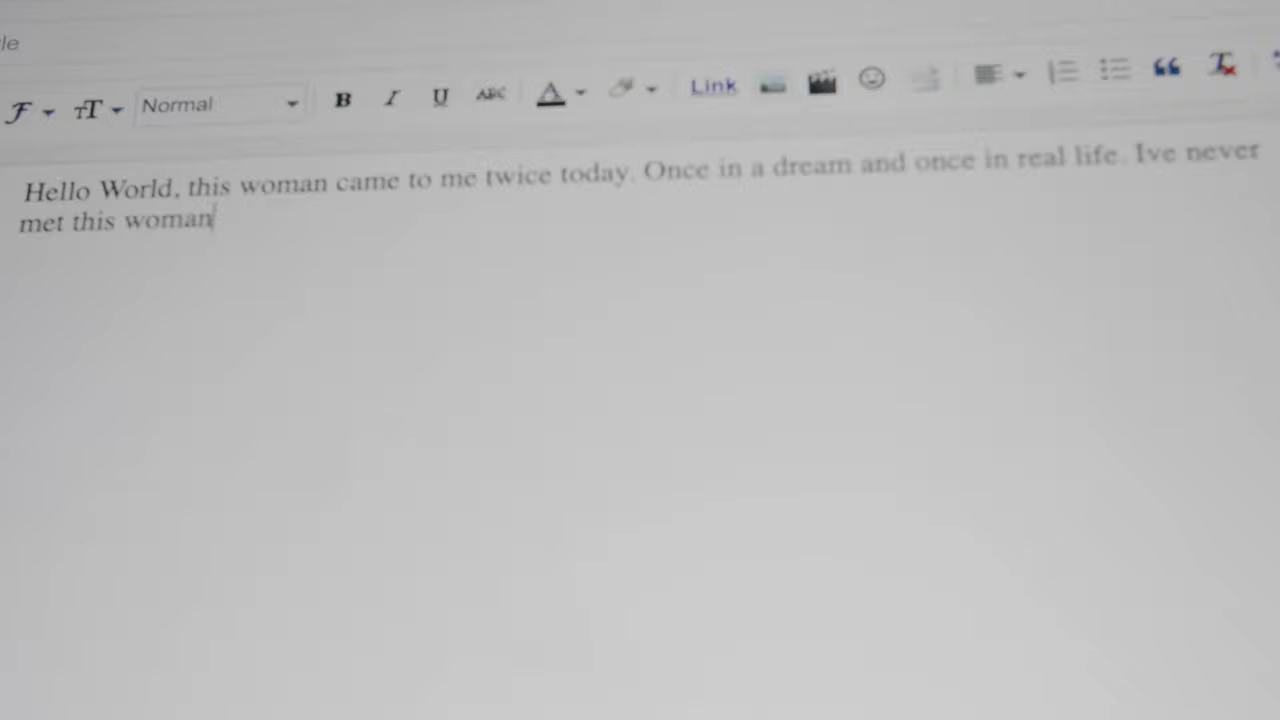 le
F TT Normal B I U ABC A Link
Hello World, this woman came to me twice today. Once in a dream and once in real life. Ive never
met this woman